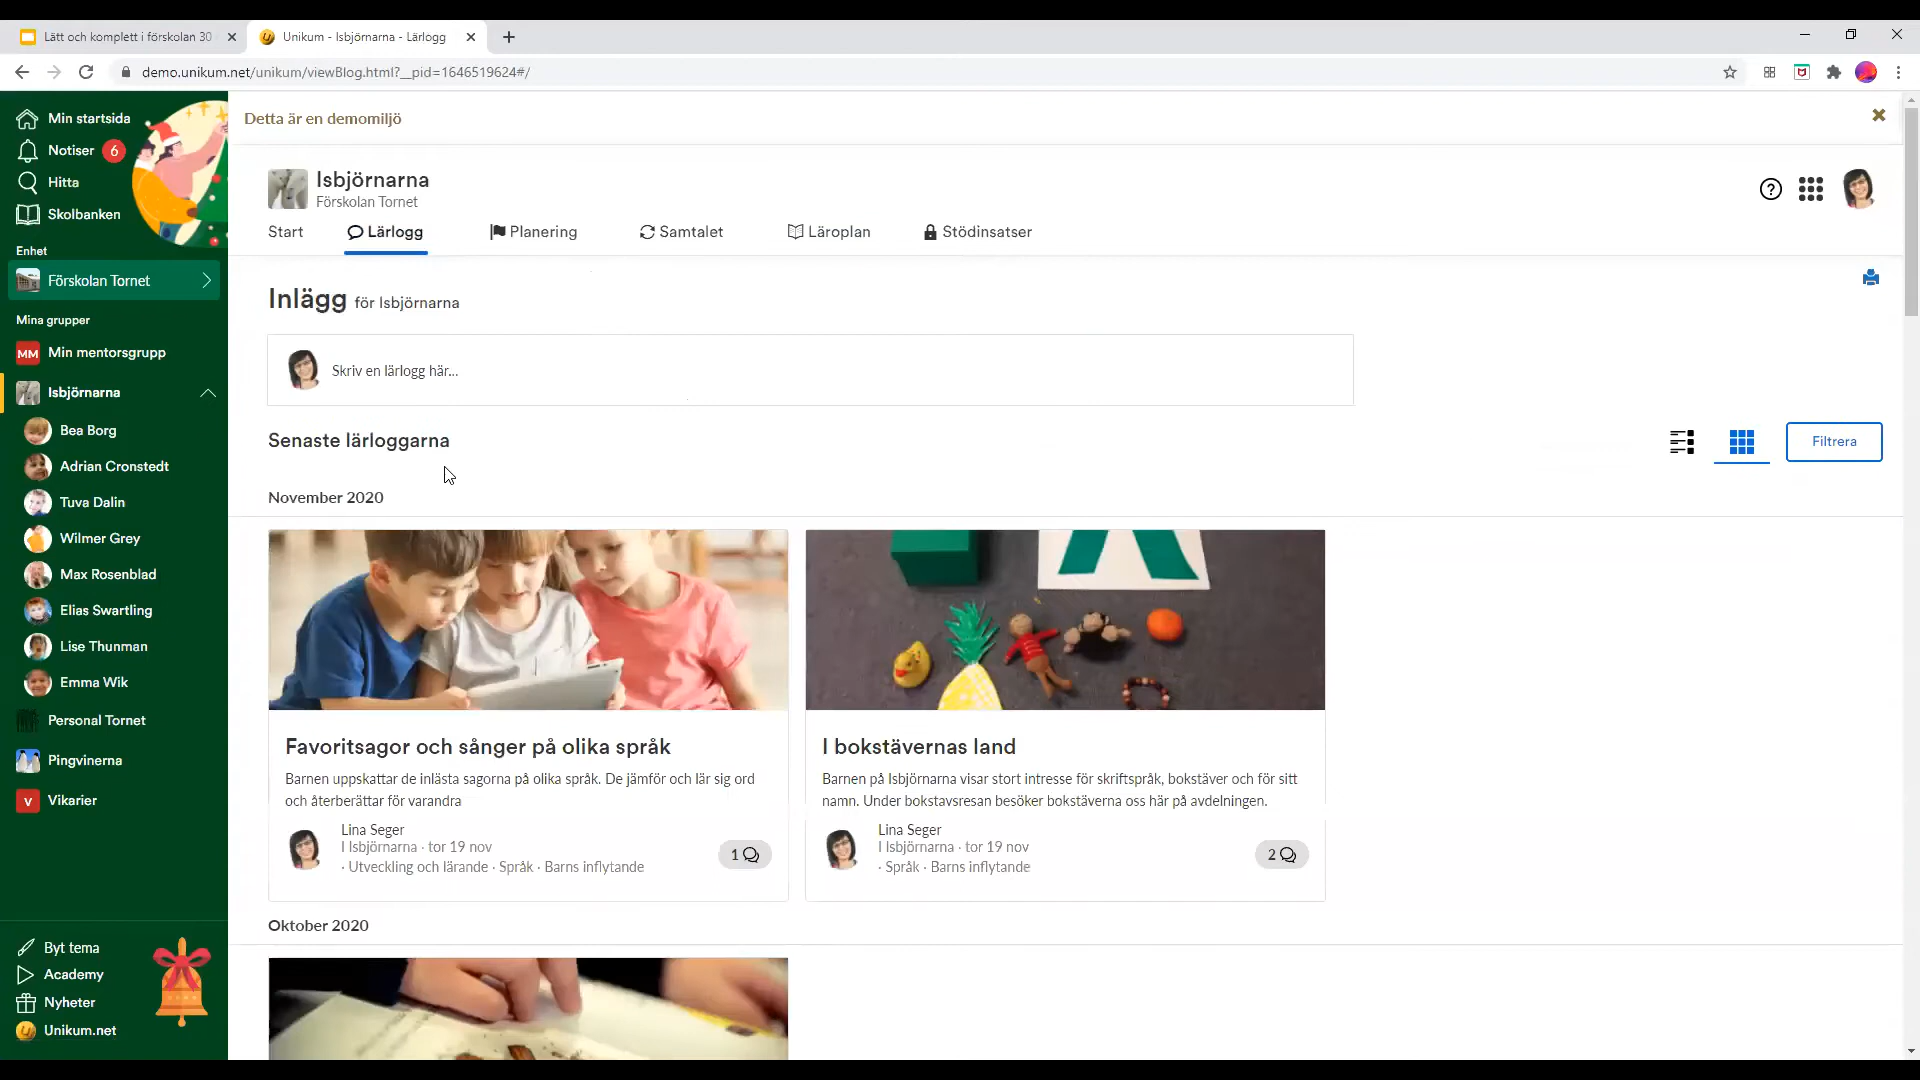 Lätt och komplett i förskolan 30
Unikum - Isbjörnarna - Lärlogg
demo.unikum.net/unikum/viewBlog.html?__pid=1646519624#/
Min startsida
Notiser 6
Hitta
Skolbanken
Enhet
Förskolan Tornet
Mina grupper
MM Min mentorsgrupp
Isbjörnarna
Bea Borg
Adrian Cronstedt
Tuva Dalin
Wilmer Grey
Max Rosenblad
Elias Swartling
Lise Thunman
Emma Wik
Personal Tornet
Pingvinerna
V Vikarier
Byt tema
Academy
Nyheter
Unikum.net
Detta är en demomiljö
Isbjörnarna
Förskolan Tornet
Start Lärlogg Planering Samtalet Läroplan Stödinsatser
Inlägg för Isbjörnarna
Skriv en lärlogg här...
Senaste lärloggarna
Filtrera
November 2020
Favoritsagor och sånger på olika språk
Barnen uppskattar de inlästa sagorna på olika språk. De jämför och lär sig ord
och återberättar för varandra
Lina Seger
I Isbjörnarna · tor 19 nov
· Utveckling och lärande · Språk · Barns inflytande
1
I bokstävernas land
Barnen på Isbjörnarna visar stort intresse för skriftspråk, bokstäver och för sitt
namn. Under bokstavsresan besöker bokstäverna oss här på avdelningen.
Lina Seger
I Isbjörnarna · tor 19 nov
· Språk · Barns inflytande
2
Oktober 2020